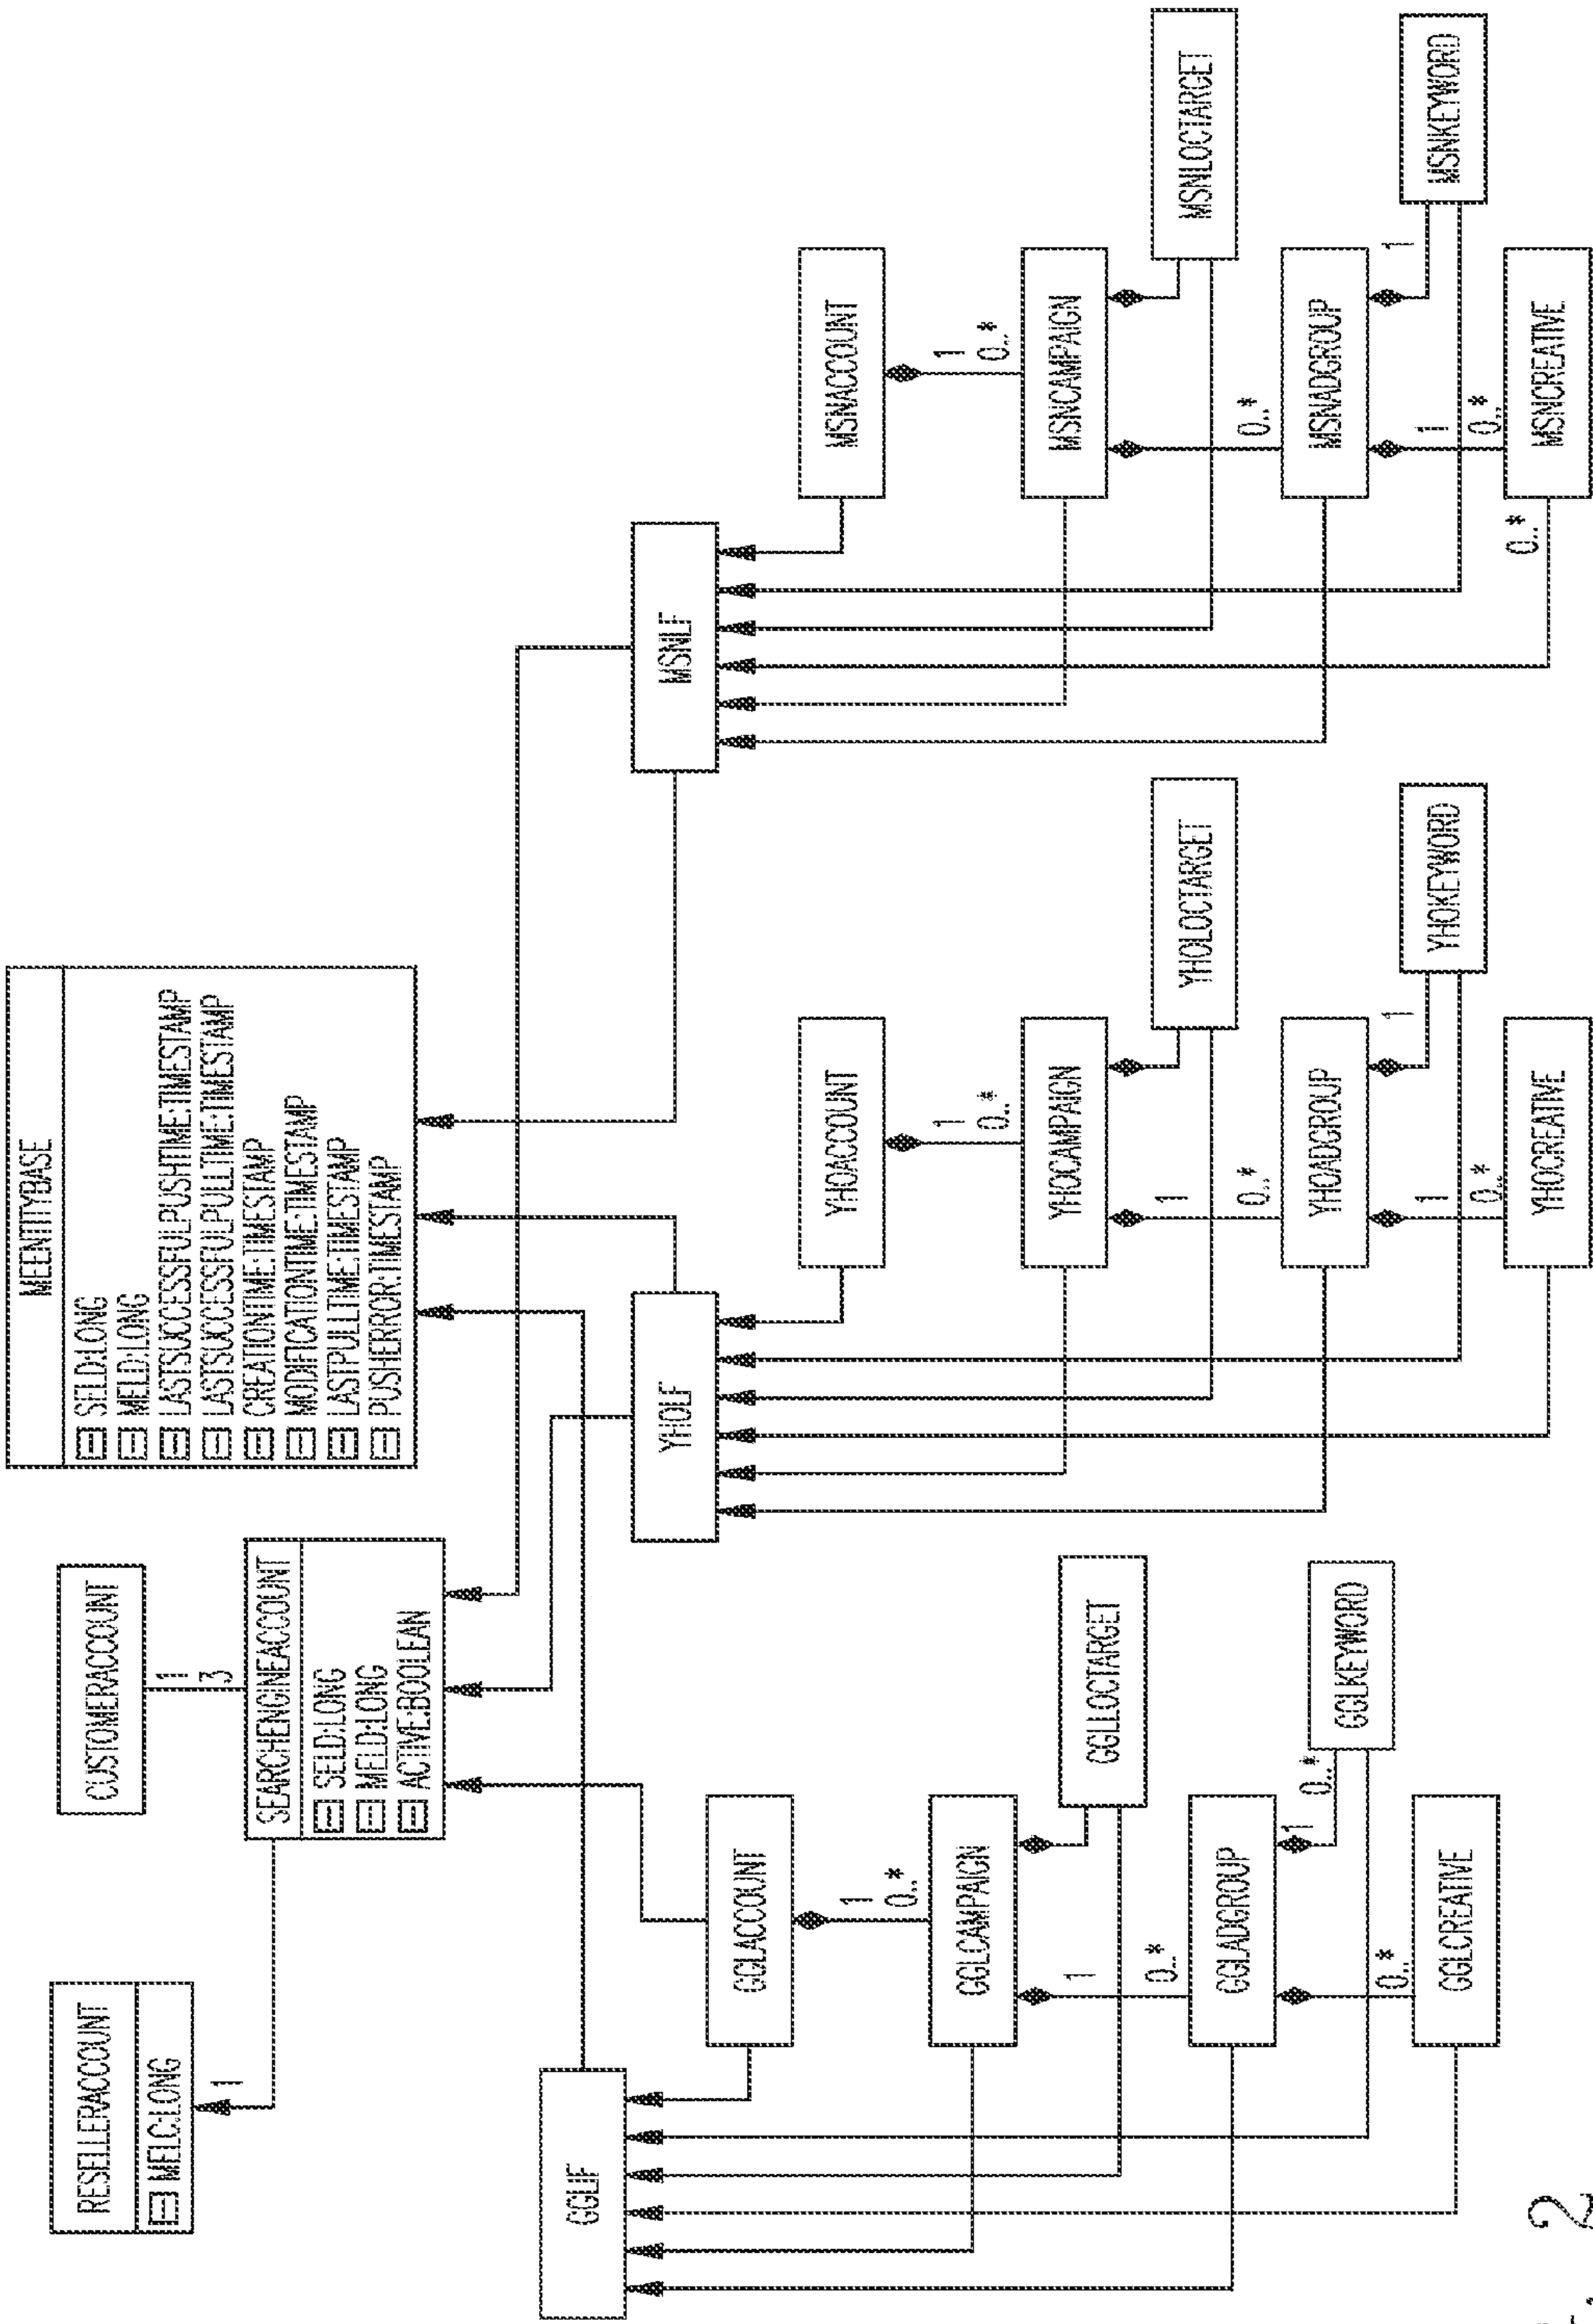 RESELLERACCOUNT
MELC:LONG
1
CUSTOMERACCOUNT
1
3
SEARCHENGINEACCOUNT
SELD:LONG
MELD:LONG
ACTIVE:BOOLEAN
MEENTITYBASE
SELD:LONG
MELD:LONG
LASTSUCCESSFULPUSHTIME:TIMESTAMP
LASTSUCCESSFULPULLTIME:TIMESTAMP
CREATIONTIME:TIMESTAMP
MODIFICATIONTIME:TIMESTAMP
LASTPULLTIME:TIMESTAMP
PUSHERROR:TIMESTAMP
GGLIF
GGLACCOUNT
1
0..*
GGLCAMPAIGN
1
0..*
GGLLOCTARGET
GGLADGROUP
1
0..*
GGLKEYWORD
0..*
GGLCREATIVE
YHOLF
YHOACCOUNT
1
0..*
YHOCAMPAIGN
1
0..*
YHOLOCTARGET
YHOADGROUP
1
YHOKEYWORD
1
0..*
YHOCREATIVE
MSNLF
MSNACCOUNT
1
0..*
MSNCAMPAIGN
0..*
MSNLOCTARGET
MSNADGROUP
1
MSNKEYWORD
1
0..*
0..*
MSNCREATIVE
2